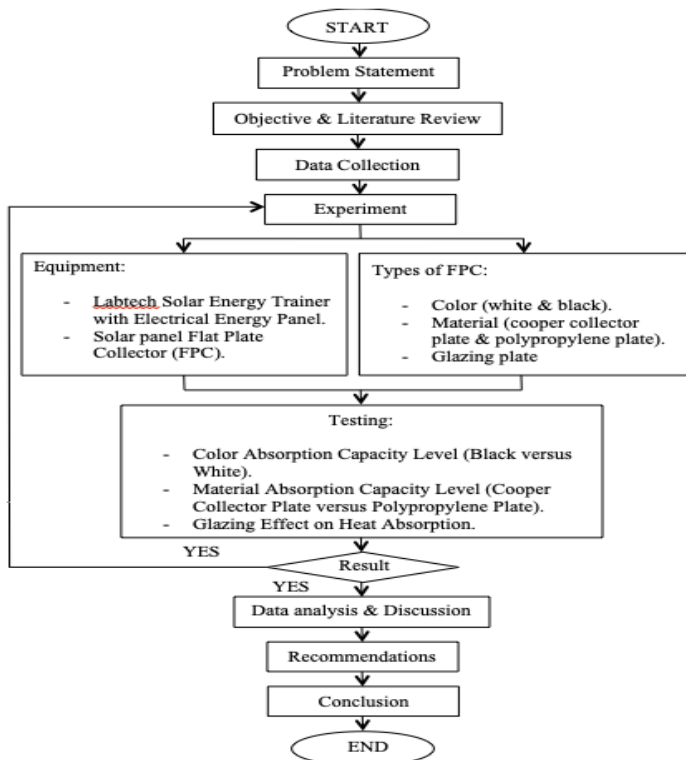 START
Problem Statement
Objective & Literature Review
Data Collection
Experiment
Equipment:
- Labtech Solar Energy Trainer
with Electrical Energy Panel.
- Solar panel Flat Plate
Collector (FPC).
Types of FPC:
- Color (white & black).
- Material (cooper collector
plate & polypropylene plate).
- Glazing plate
Testing:
- Color Absorption Capacity Level (Black versus
White).
- Material Absorption Capacity Level (Cooper
Collector Plate versus Polypropylene Plate).
- Glazing Effect on Heat Absorption.
YES
Result
YES
Data analysis & Discussion
Recommendations
Conclusion
END